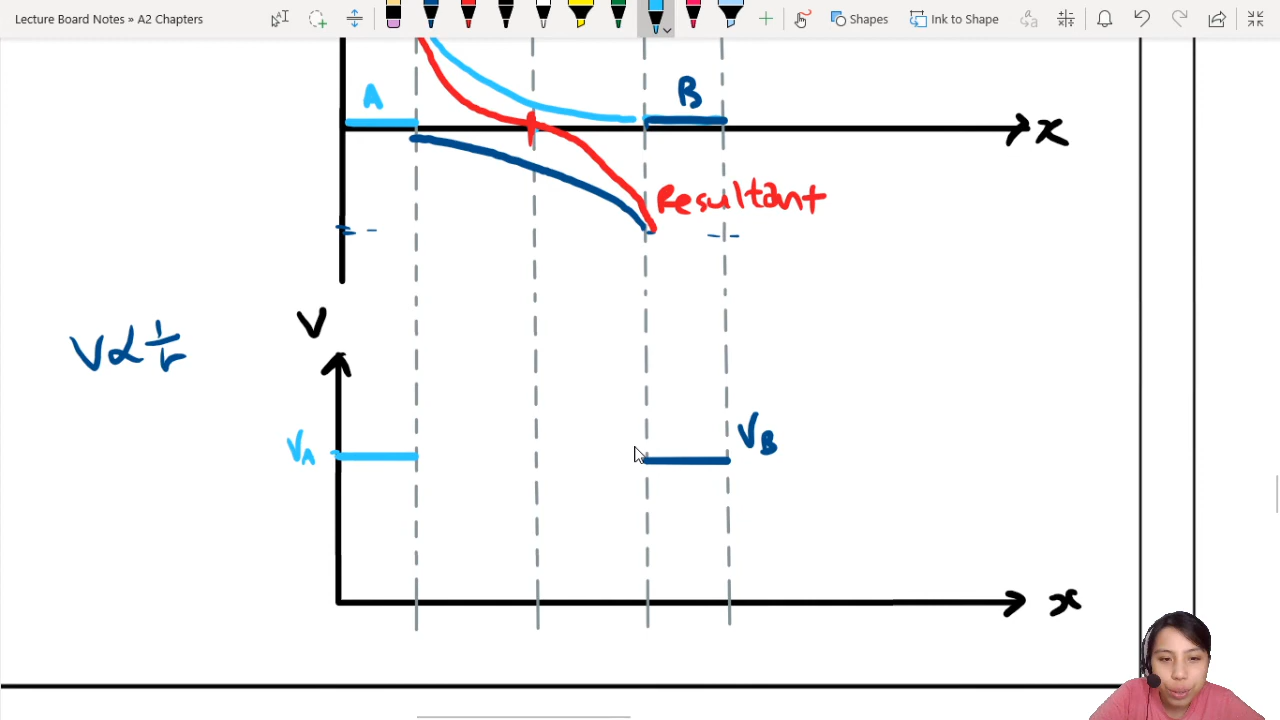 Lecture Board Notes » A2 Chapters
Shapes
Ink to Shape
A
B
x
Resultant
V
V∝1/r
VA
VB
x